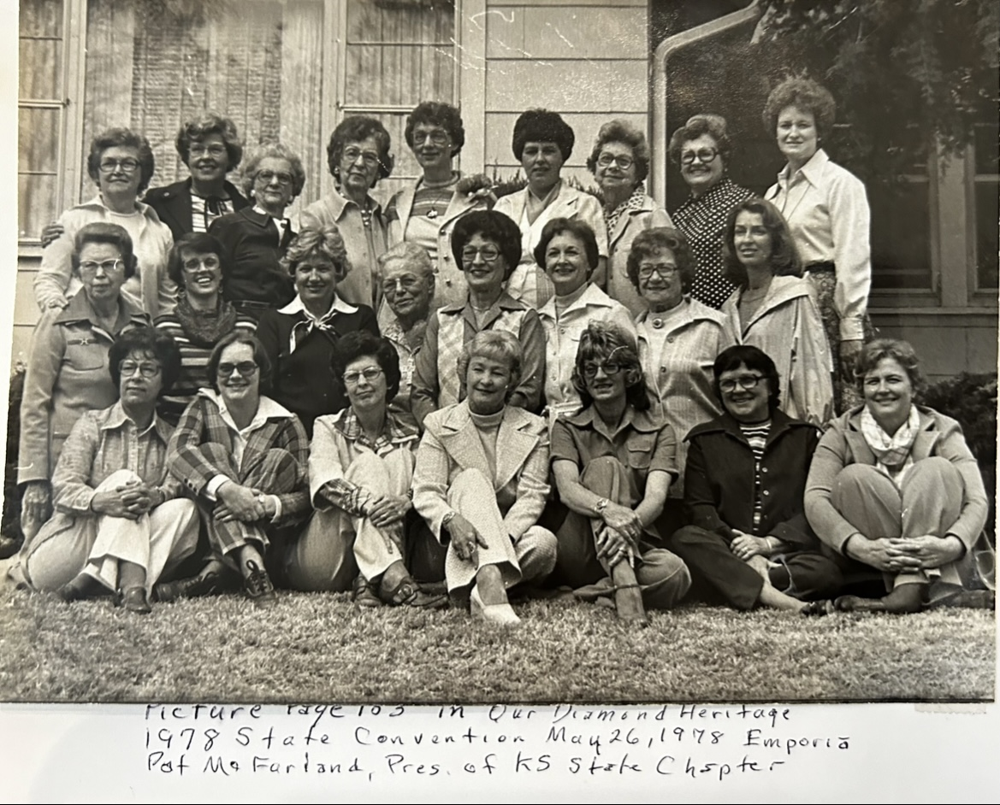 Picture Page 103 in Our Diamond Heritage
1978 State Convention May 26, 1978 Emporia
Pat McFarland, Pres. of KS State Chapter